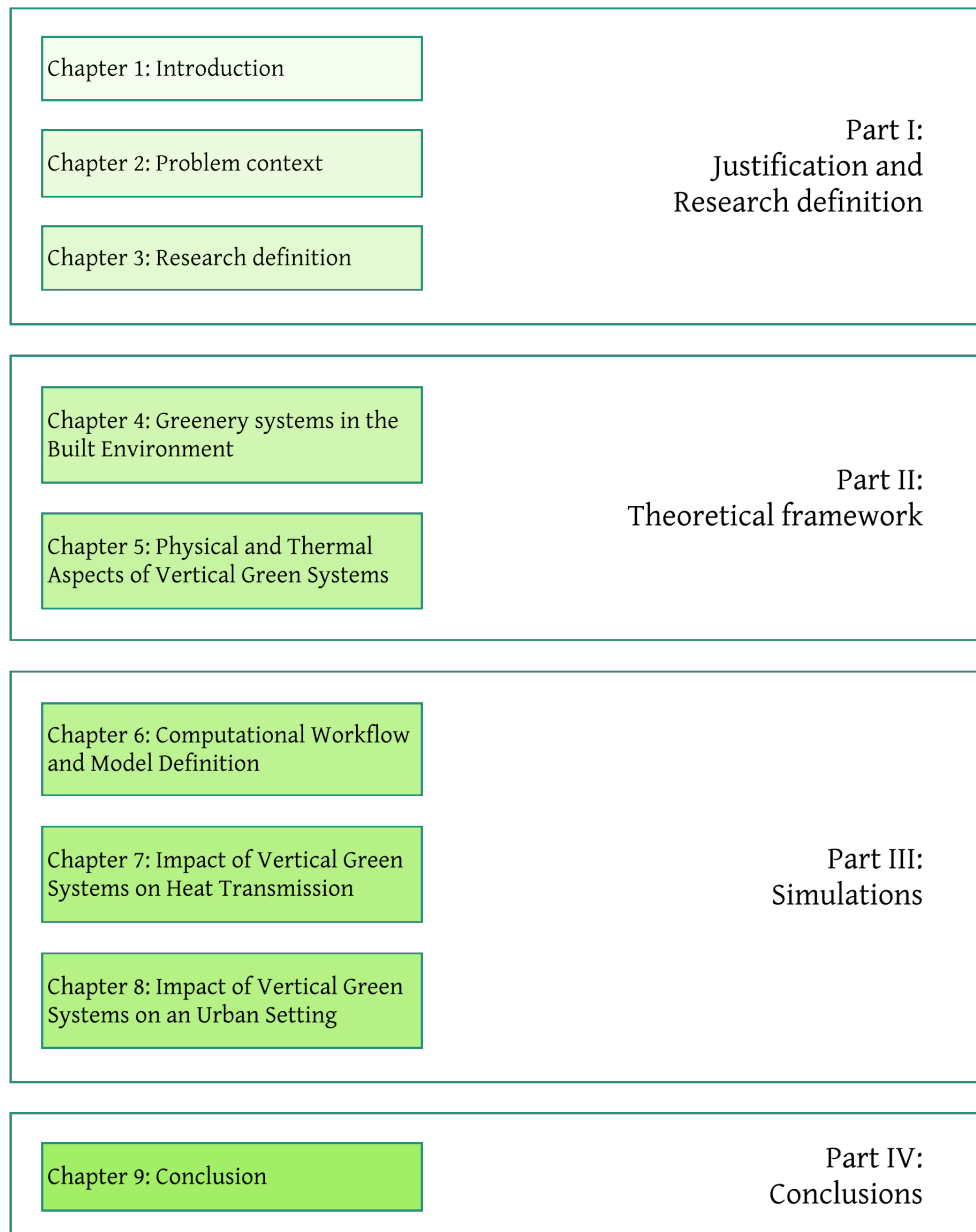 Chapter 1: Introduction
Chapter 2: Problem context
Chapter 3: Research definition
Part I:
Justification and
Research definition
Chapter 4: Greenery systems in the
Built Environment
Chapter 5: Physical and Thermal
Aspects of Vertical Green Systems
Part II:
Theoretical framework
Chapter 6: Computational Workflow
and Model Definition
Chapter 7: Impact of Vertical Green
Systems on Heat Transmission
Chapter 8: Impact of Vertical Green
Systems on an Urban Setting
Part III:
Simulations
Chapter 9: Conclusion
Part IV:
Conclusions